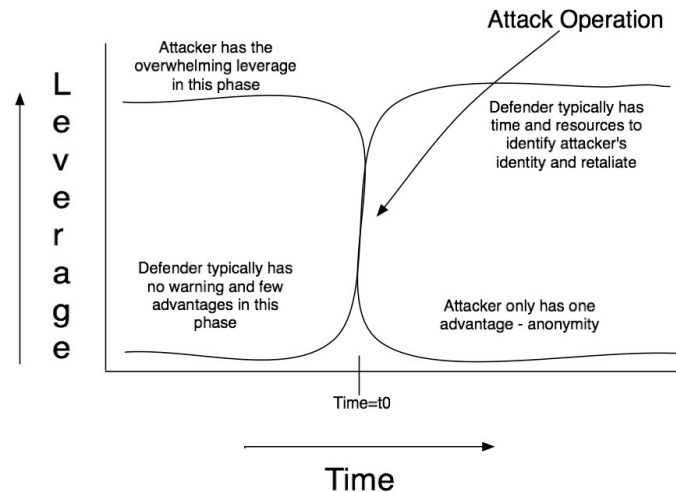 Attack Operation
Attacker has the
overwhelming leverage
in this phase
Leverage
Defender typically has
time and resources to
identify attacker's
identity and retaliate
Defender typically has
no warning and few
advantages in this
phase
Attacker only has one
advantage - anonymity
Time=t0
Time